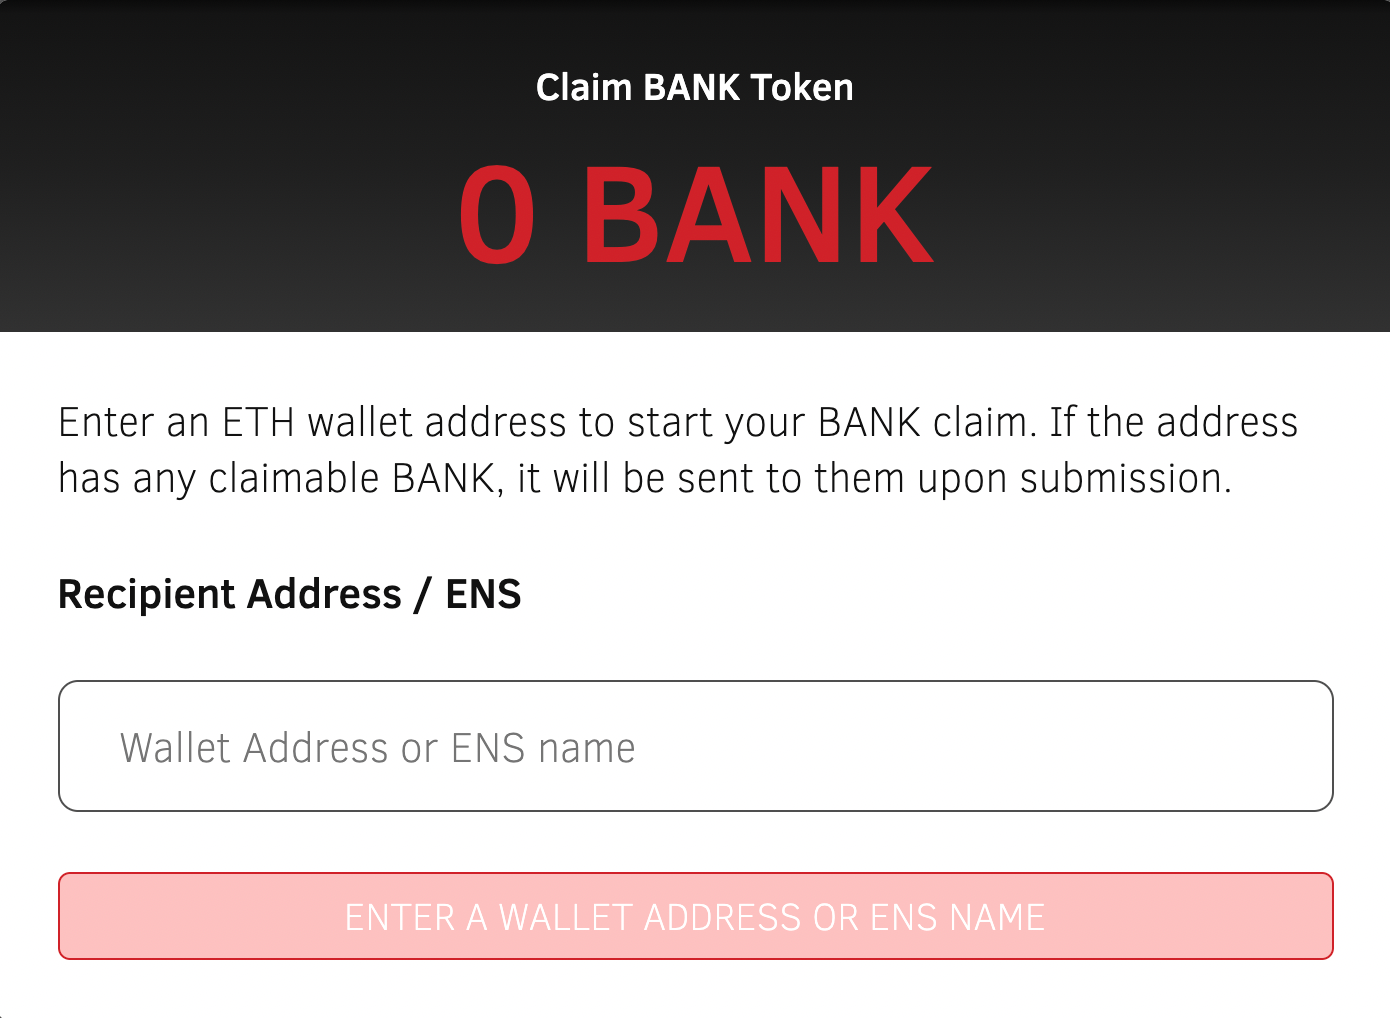 Claim BANK Token
0 BANK
Enter an ETH wallet address to start your BANK claim. If the address
has any claimable BANK, it will be sent to them upon submission.
Recipient Address / ENS
Wallet Address or ENS name
ENTER A WALLET ADDRESS OR ENS NAME